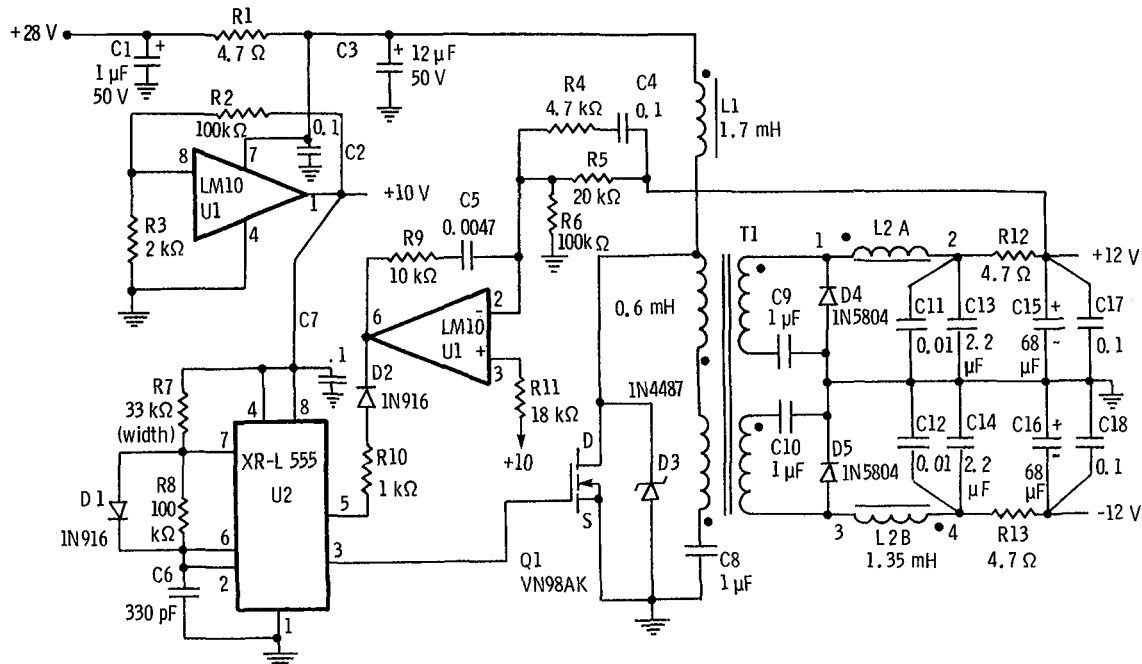 +28 V
R1
4.7 Ω
C1
+
1 μF
50 V
C3
+
12 μF
50 V
R2
100kΩ
0.1
C2
8
7
LM10
U1
1
4
+10 V
R3
2 kΩ
R4
4.7 kΩ
C4
0.1
R5
20 kΩ
R6
100kΩ
L1
1.7 mH
C5
0.0047
R9
10 kΩ
6
LM10
U1
-
2
+
3
R11
18 kΩ
+10
C7
.1
D2
1N916
R10
1 kΩ
R7
33 kΩ
(width)
4
8
7
XR-L 555
U2
5
3
R8
100
kΩ
D1
1N916
6
2
C6
330 pF
1
D
S
Q1
VN98AK
1N4487
D3
0.6 mH
T1
C8
1 μF
C9
1 μF
C10
1 μF
D4
1N5804
D5
1N5804
1
L2 A
2
R12
4.7 Ω
+12 V
C11
0.01
C13
2.2
μF
C15
+
68
μF
-
C17
0.1
C12
0.01
C14
2.2
μF
C16
+
-
68
μF
C18
0.1
3
L2B
1.35 mH
4
R13
4.7 Ω
-12 V